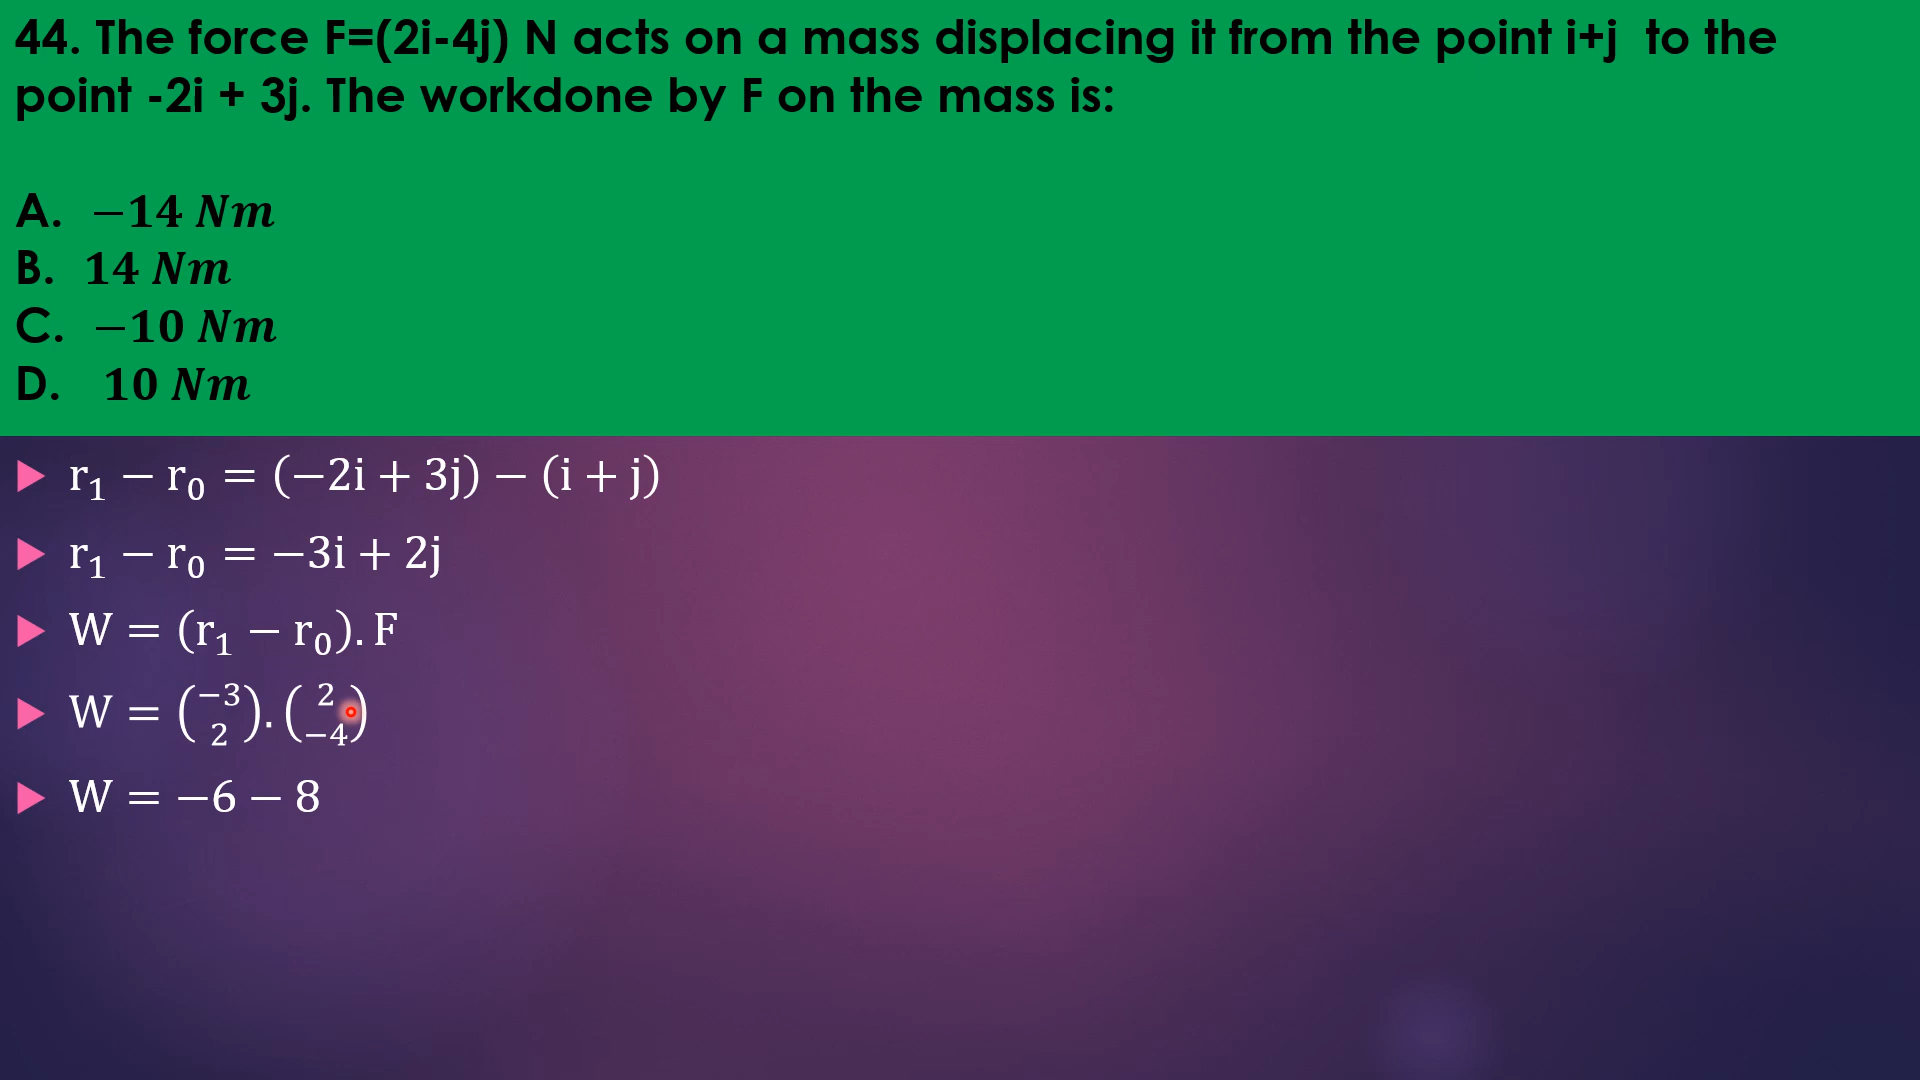 44. The force F=(2i-4j) N acts on a mass displacing it from the point i+j to the
point -2i + 3j. The workdone by F on the mass is:
A. −14 Nm
B. 14 Nm
C. −10 Nm
D. 10 Nm
r₁ − r₀ = (−2i + 3j) − (i + j)
r₁ − r₀ = −3i + 2j
W = (r₁ − r₀). F
W = (−3 2). (2 −4)
W = −6 − 8